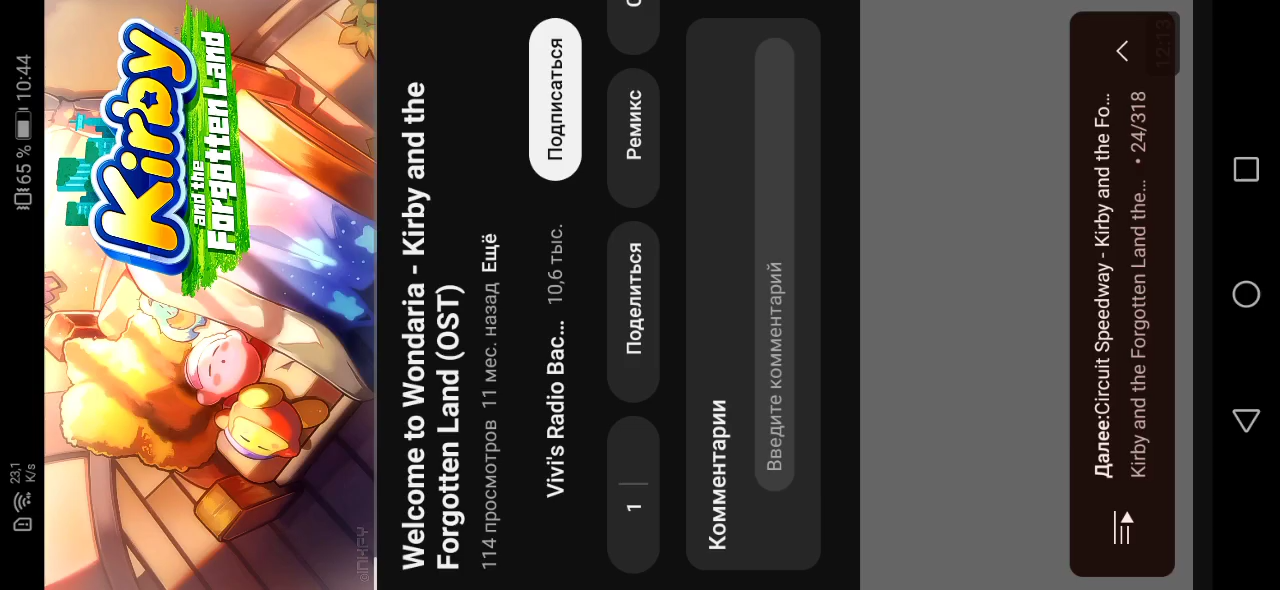 23,1
K/s
65 %
10:44
Kirby
and the
Forgotten Land
Welcome to Wondaria - Kirby and the
Forgotten Land (OST)
114 просмотров 11 мес. назад Ещё
Vivi's Radio Bac... 10,6 тыс.
Подписаться
1
Поделиться
Ремикс
Комментарии
Введите комментарий
12:13
Далее:Circuit Speedway - Kirby and the Fo...
Kirby and the Forgotten Land the... • 24/318